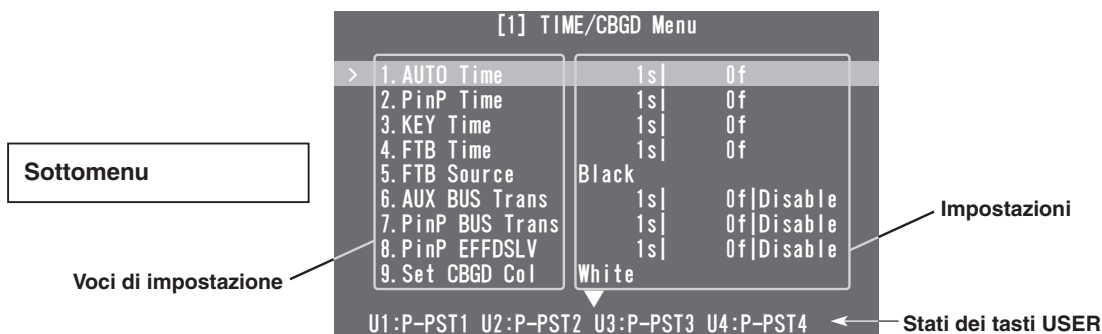 [1] TIME/CBGD Menu
> 1.AUTO Time 1s| 0f
2.PinP Time 1s| 0f
3.KEY Time 1s| 0f
4.FTB Time 1s| 0f
5.FTB Source Black
6.AUX BUS Trans 1s| 0f|Disable
7.PinP BUS Trans 1s| 0f|Disable
8.PinP EFFDSLV 1s| 0f|Disable
9.Set CBGD Col White
U1:P-PST1 U2:P-PST2 U3:P-PST3 U4:P-PST4
Sottomenu
Voci di impostazione
Impostazioni
Stati dei tasti USER